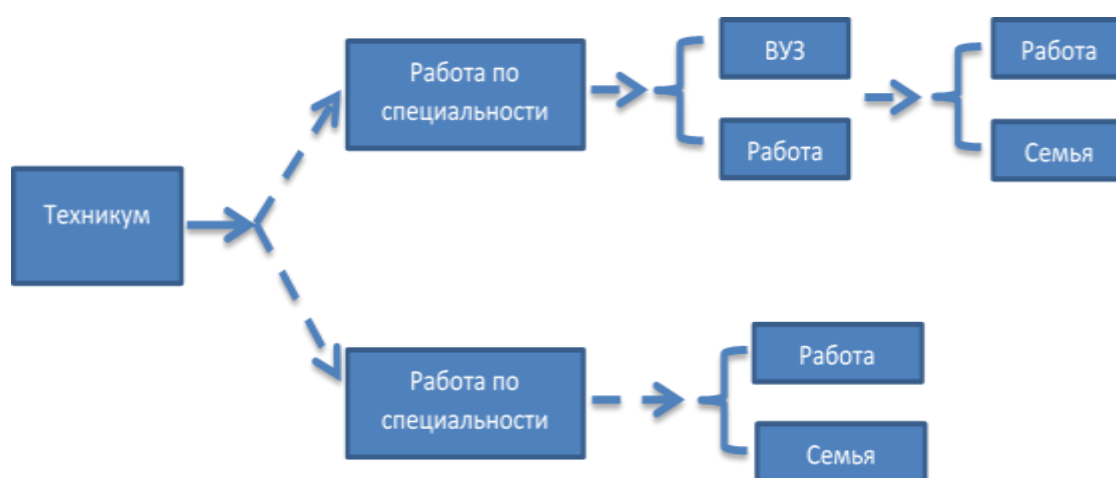 Техникум
Работа по
специальности
ВУЗ
Работа
Работа
Семья
Работа по
специальности
Работа
Семья